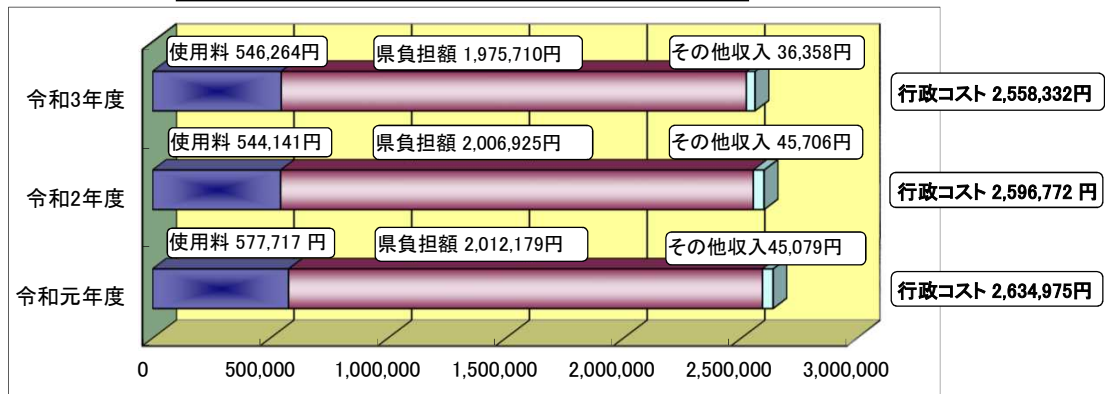 使用料 546,264円 県負担額 1,975,710円 その他収入 36,358円
令和3年度 行政コスト 2,558,332円
使用料 544,141円 県負担額 2,006,925円 その他収入 45,706円
令和2年度 行政コスト 2,596,772 円
使用料 577,717 円 県負担額 2,012,179円 その他収入45,079円
令和元年度 行政コスト 2,634,975円
0 500,000 1,000,000 1,500,000 2,000,000 2,500,000 3,000,000